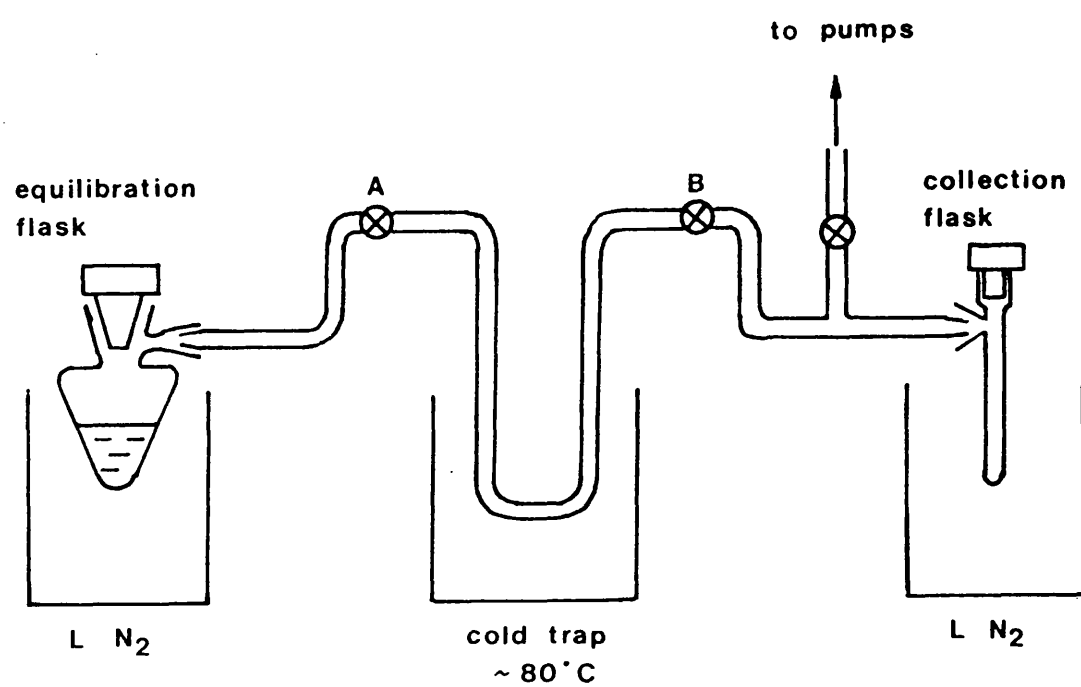 to pumps
equilibration
flask
A
B
collection
flask
L N2
cold trap
~ 80°C
L N2